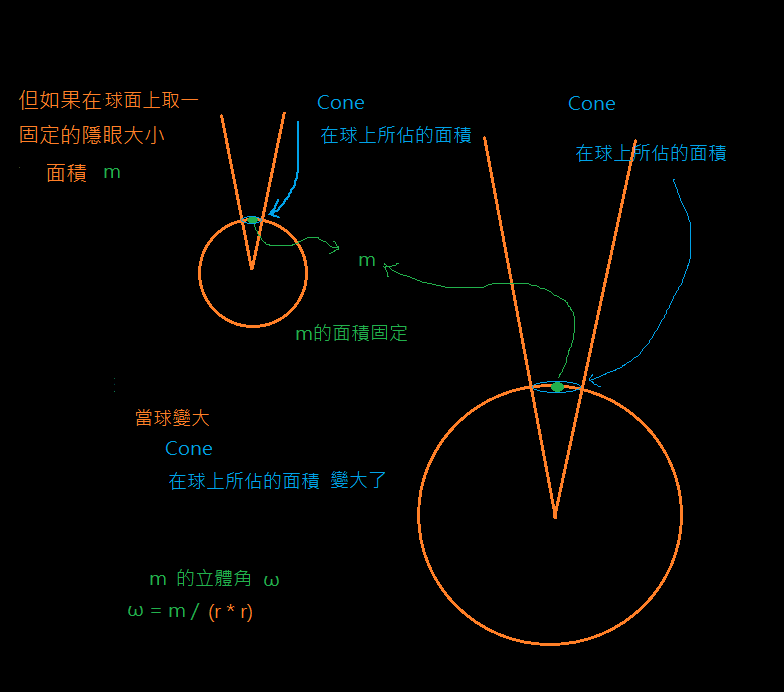 但如果在球面上取一
固定的隱眼大小
面積 m
Cone
在球上所佔的面積
Cone
在球上所佔的面積
m
m的面積固定
當球變大
Cone
在球上所佔的面積 變大了
m 的立體角 ω
ω = m / (r * r)